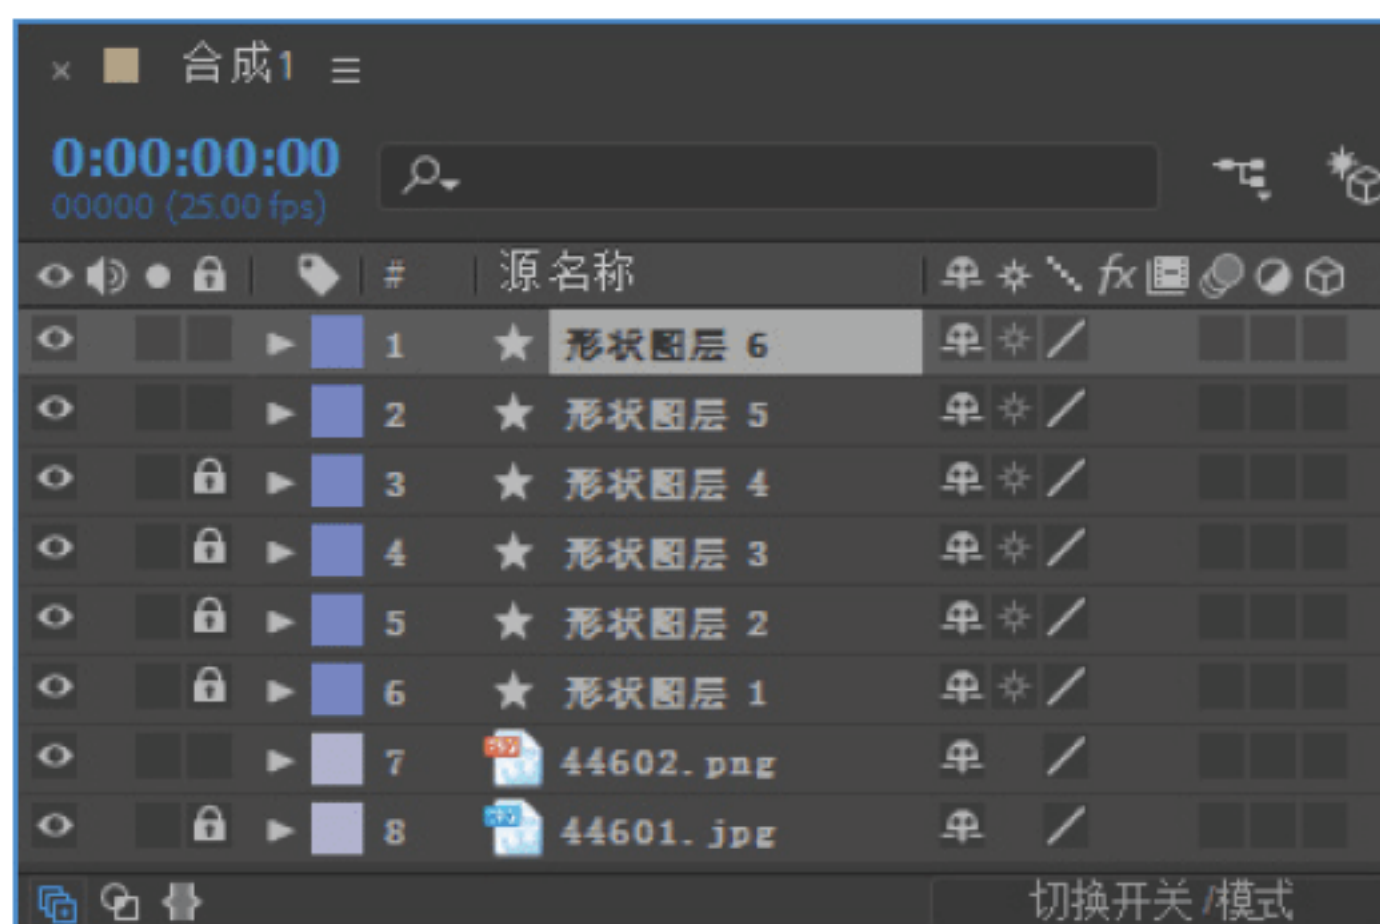 合成1
0:00:00:00
00000 (25.00 fps)
# 源名称 fx
1 形状图层 6
2 形状图层 5
3 形状图层 4
4 形状图层 3
5 形状图层 2
6 形状图层 1
7 44602.png
8 44601.jpg
切换开关/模式